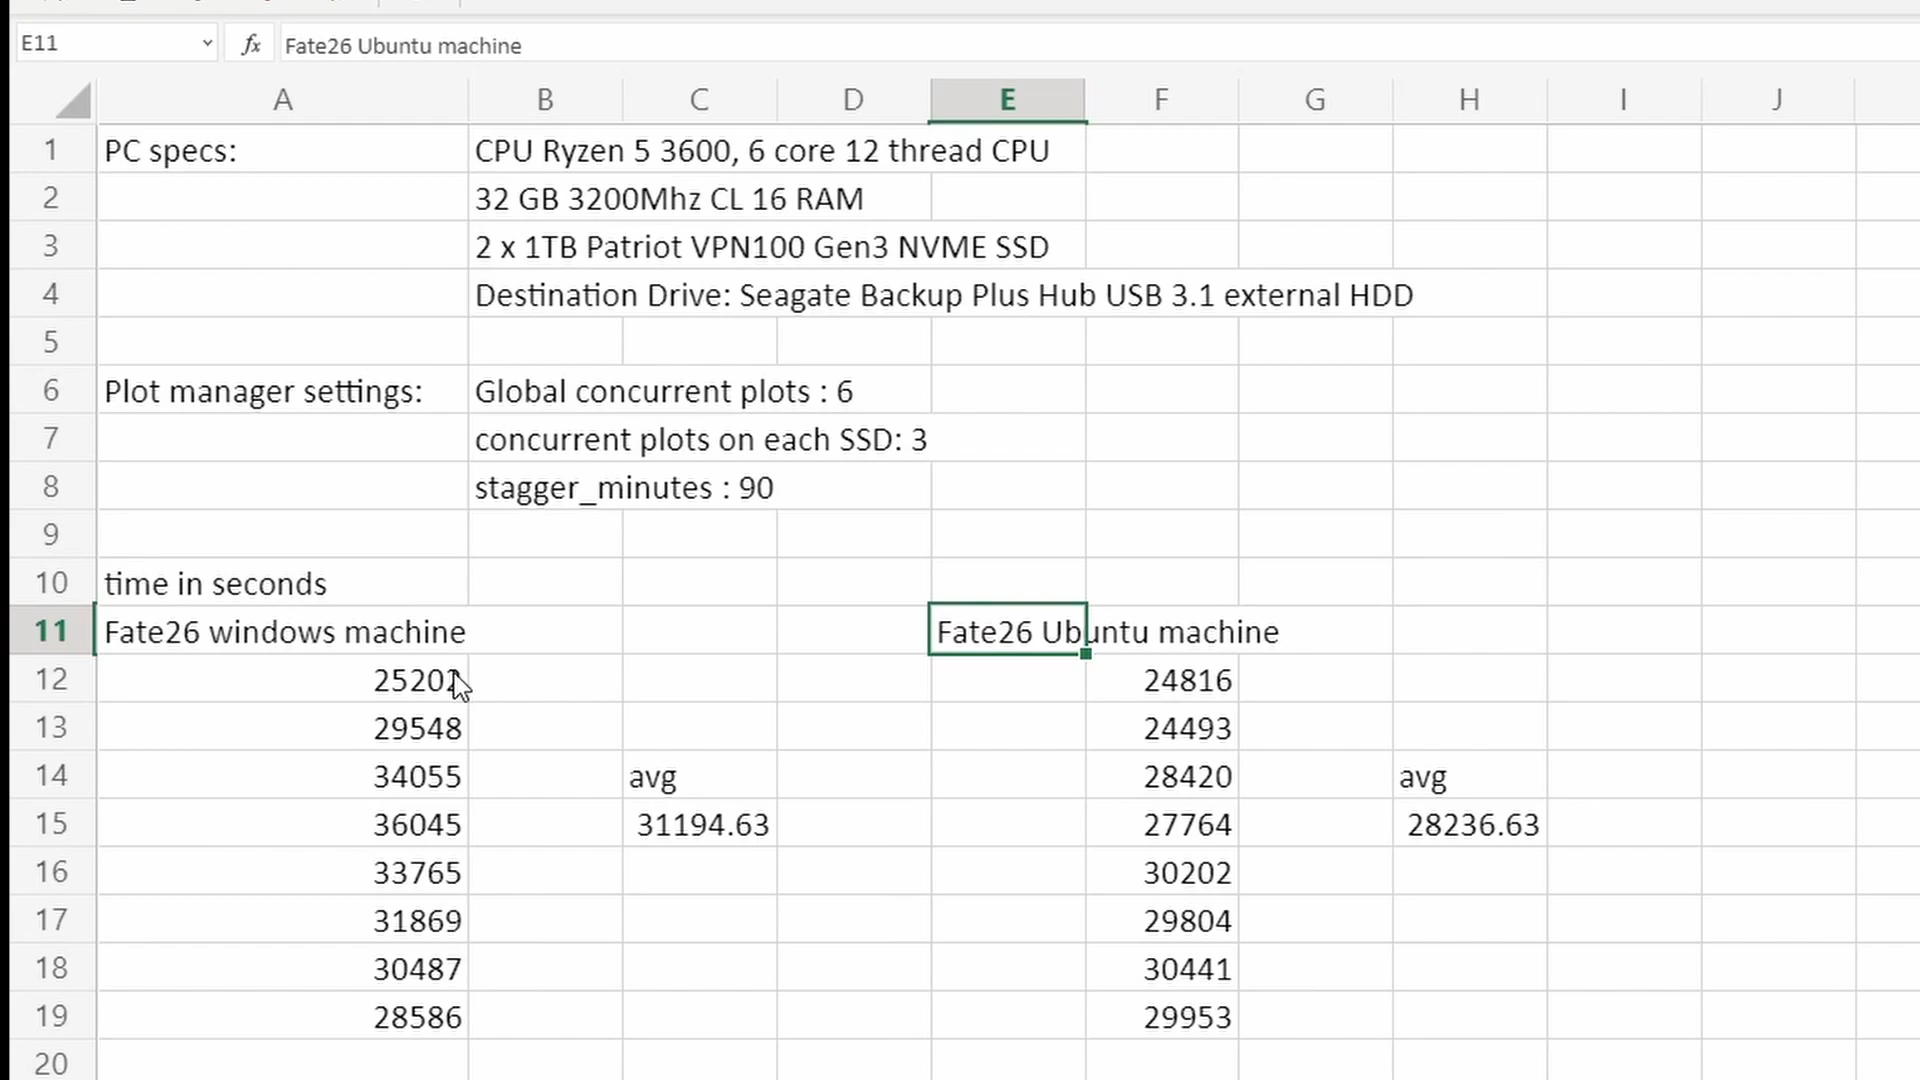 E11 fx Fate26 Ubuntu machine
A B C D E F G H I J
1 PC specs: CPU Ryzen 5 3600, 6 core 12 thread CPU
2 32 GB 3200Mhz CL 16 RAM
3 2 x 1TB Patriot VPN100 Gen3 NVME SSD
4 Destination Drive: Seagate Backup Plus Hub USB 3.1 external HDD
5
6 Plot manager settings: Global concurrent plots : 6
7 concurrent plots on each SSD: 3
8 stagger_minutes : 90
9
10 time in seconds
11 Fate26 windows machine Fate26 Ubuntu machine
12 25202 24816
13 29548 24493
14 34055 avg 28420 avg
15 36045 31194.63 27764 28236.63
16 33765 30202
17 31869 29804
18 30487 30441
19 28586 29953
20